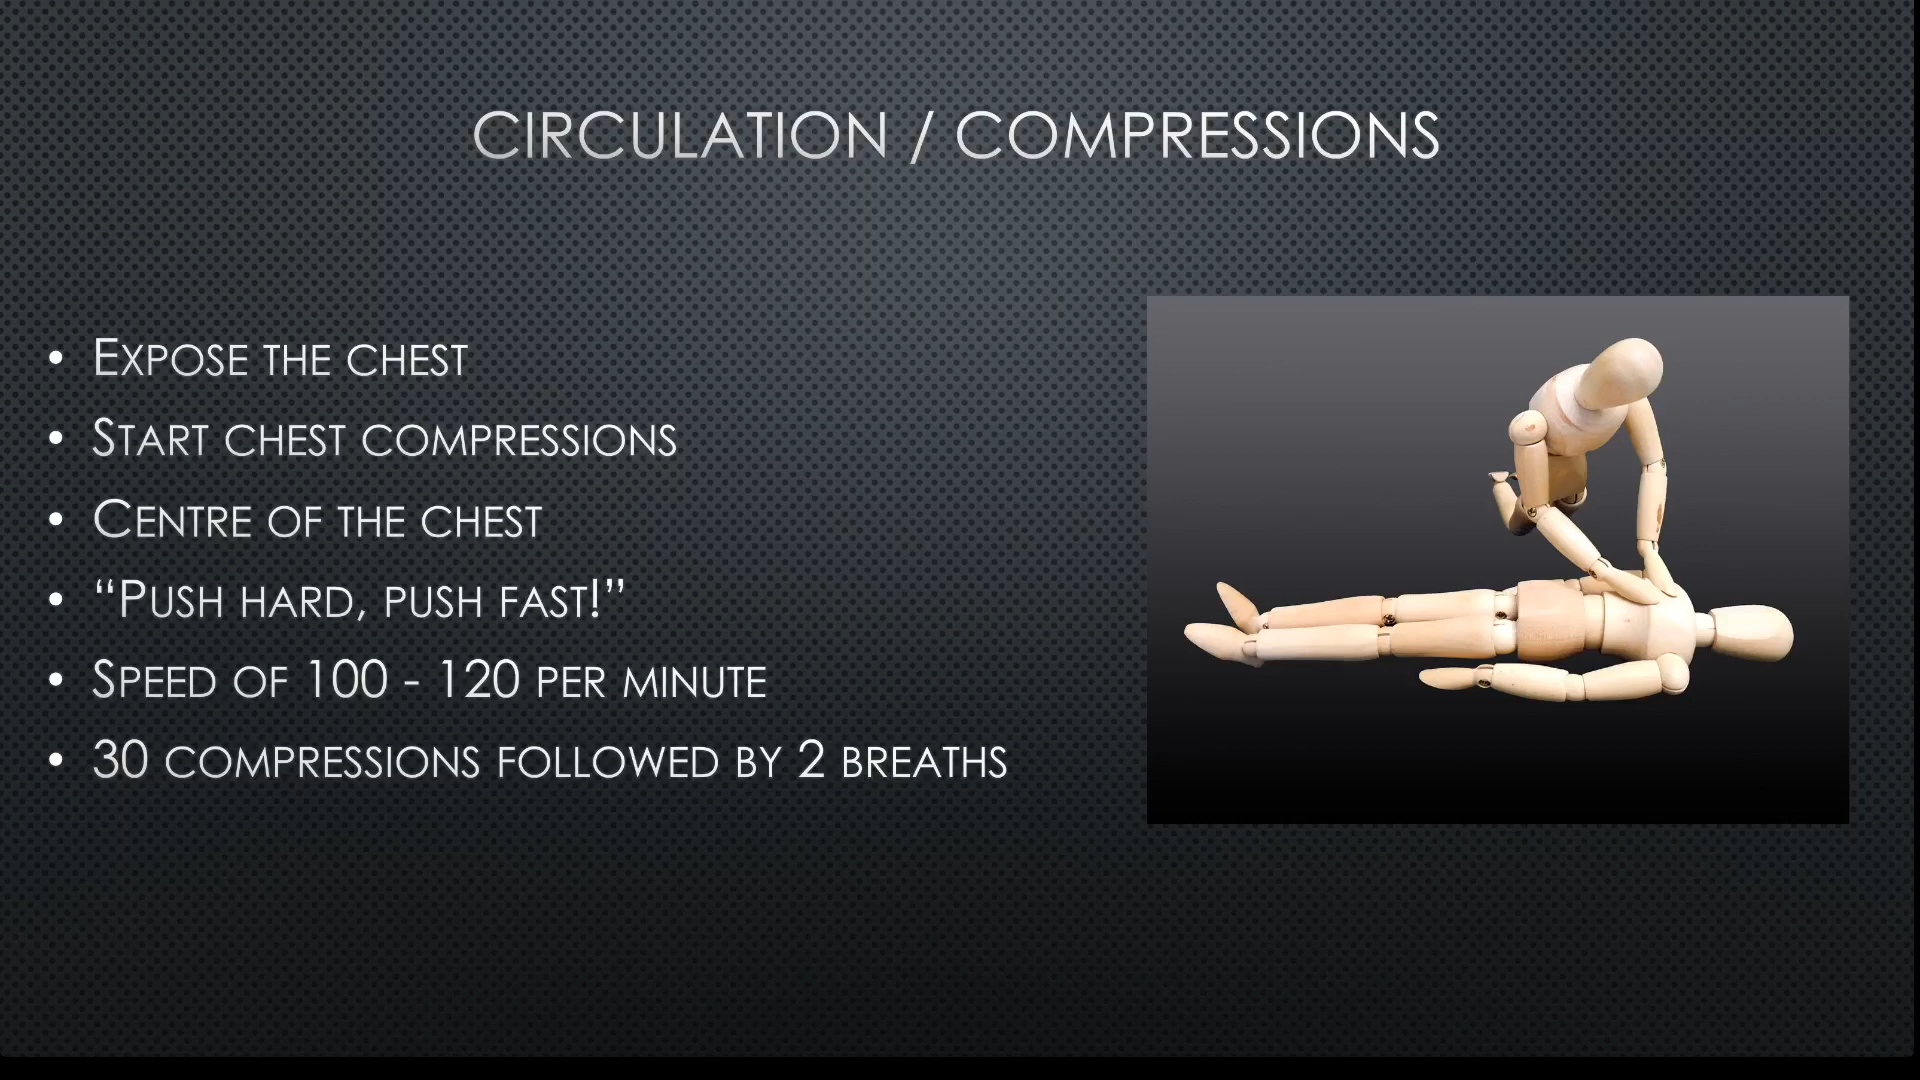 CIRCULATION / COMPRESSIONS
• EXPOSE THE CHEST
• START CHEST COMPRESSIONS
• CENTRE OF THE CHEST
• “PUSH HARD, PUSH FAST!”
• SPEED OF 100 - 120 PER MINUTE
• 30 COMPRESSIONS FOLLOWED BY 2 BREATHS